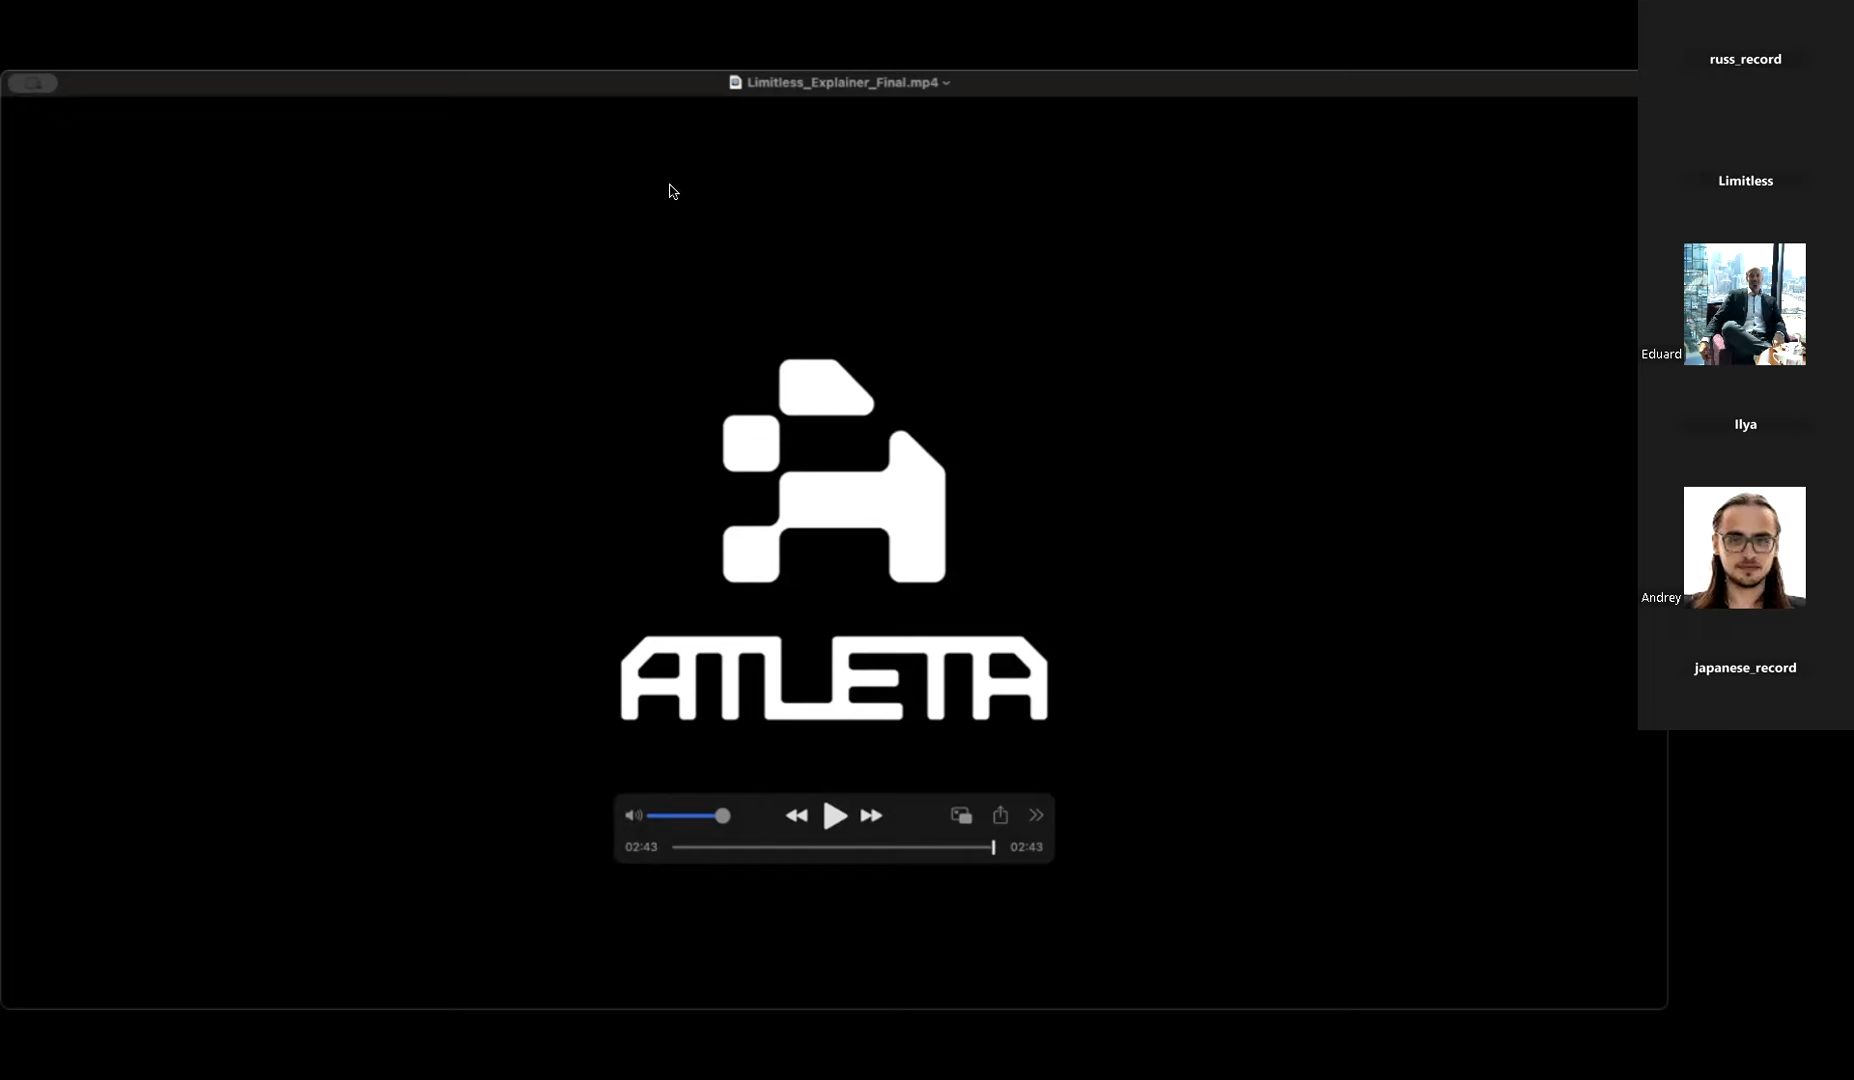 Limitless_Explainer_Final.mp4
russ_record
Limitless
Eduard
Ilya
Andrey
japanese_record
ATLETA
02:43
02:43